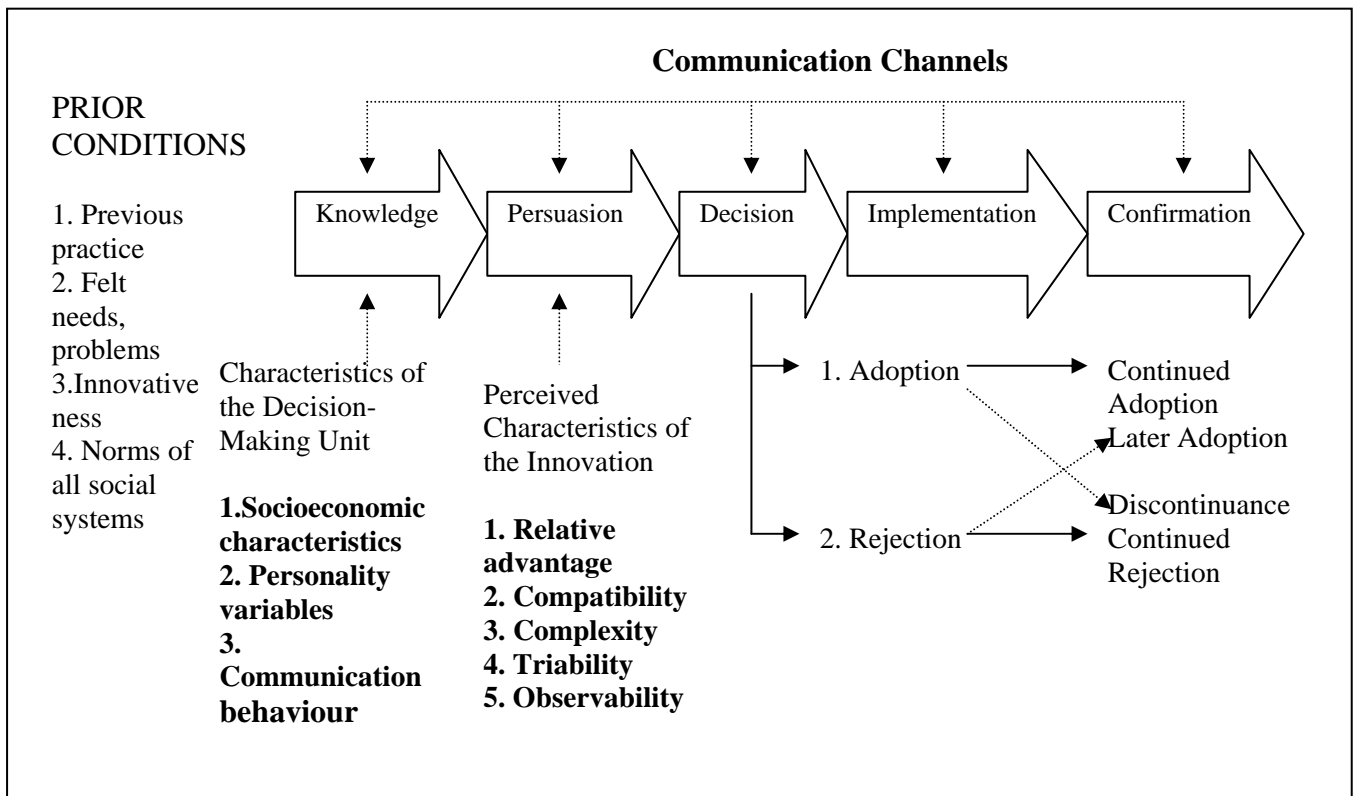 Communication Channels
PRIOR
CONDITIONS
1. Previous
practice
2. Felt
needs,
problems
3.Innovative
ness
4. Norms of
all social
systems
Knowledge
Persuasion
Decision
Implementation
Confirmation
Characteristics of
the Decision-
Making Unit
1.Socioeconomic
characteristics
2. Personality
variables
3.
Communication
behaviour
Perceived
Characteristics of
the Innovation
1. Relative
advantage
2. Compatibility
3. Complexity
4. Triability
5. Observability
1. Adoption
2. Rejection
Continued
Adoption
Later Adoption
Discontinuance
Continued
Rejection